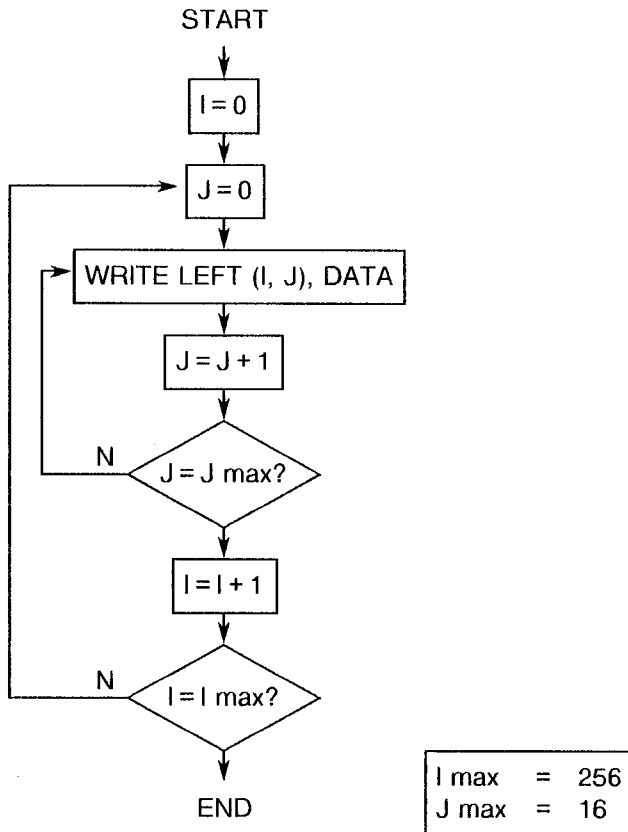 START
I = 0
J = 0
WRITE LEFT (I, J), DATA
J = J + 1
N
J = J max?
I = I + 1
N
I = I max?
END
I max = 256
J max = 16